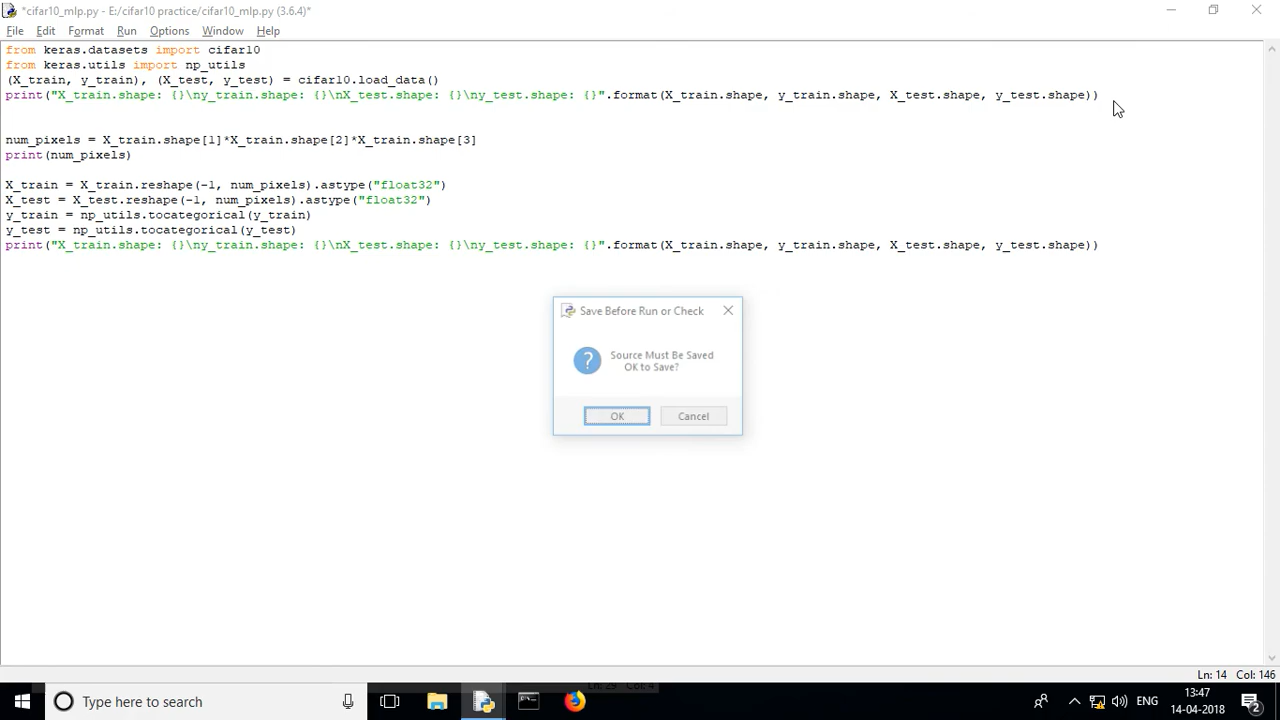 *cifar10_mlp.py - E:/cifar10 practice/cifar10_mlp.py (3.6.4)*
File Edit Format Run Options Window Help
from keras.datasets import cifar10
from keras.utils import np_utils
(X_train, y_train), (X_test, y_test) = cifar10.load_data()
print("X_train.shape: {}\ny_train.shape: {}\nX_test.shape: {}\ny_test.shape: {}".format(X_train.shape, y_train.shape, X_test.shape, y_test.shape))
num_pixels = X_train.shape[1]*X_train.shape[2]*X_train.shape[3]
print(num_pixels)
X_train = X_train.reshape(-1, num_pixels).astype("float32")
X_test = X_test.reshape(-1, num_pixels).astype("float32")
y_train = np_utils.tocategorical(y_train)
y_test = np_utils.tocategorical(y_test)
print("X_train.shape: {}\ny_train.shape: {}\nX_test.shape: {}\ny_test.shape: {}".format(X_train.shape, y_train.shape, X_test.shape, y_test.shape))
Save Before Run or Check
Source Must Be Saved
OK to Save?
OK Cancel
Ln: 14 Col: 146
Type here to search
ENG
13:47
14-04-2018
2